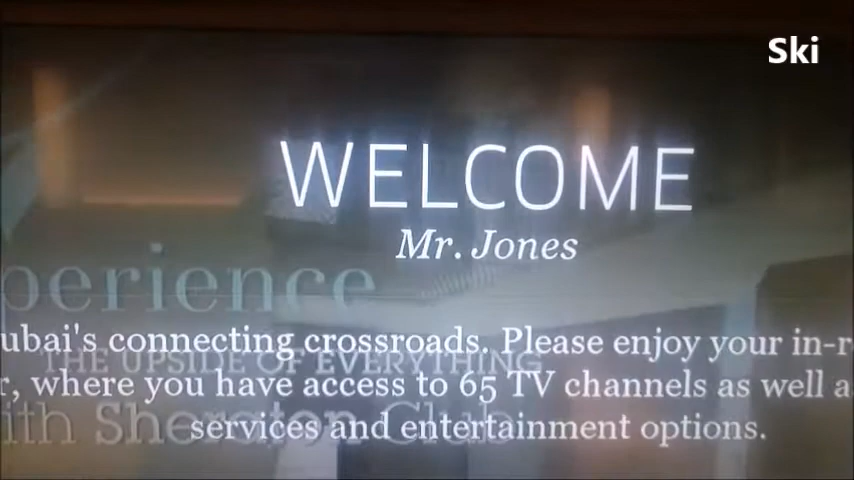 Ski
WELCOME
Mr. Jones
perience
ubai's connecting crossroads. Please enjoy your in-r
THE UPSIDE OF EVERYTHING
r, where you have access to 65 TV channels as well a
ith Sheraton Club
services and entertainment options.